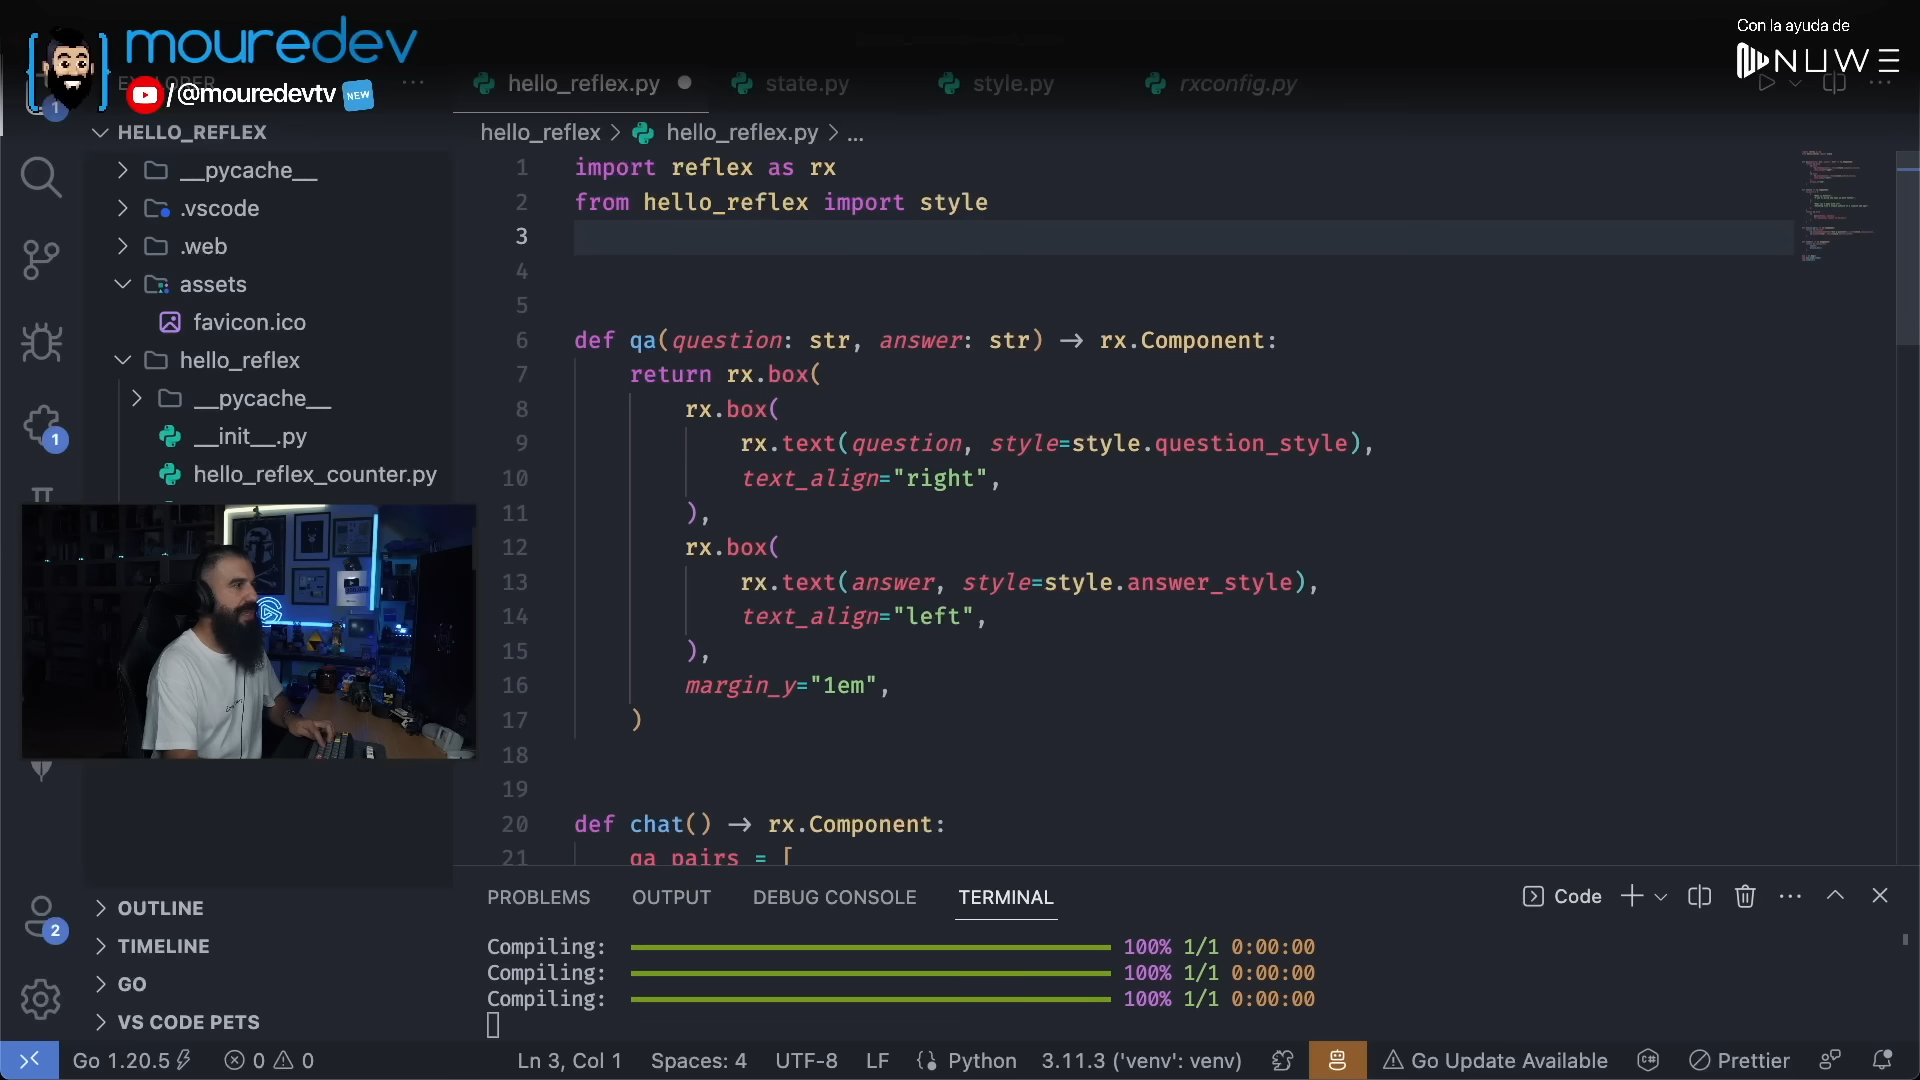 mouredev
/@mouredevtv NEW
Con la ayuda de
NUWE
EXPLORER
hello_reflex.py
state.py
style.py
rxconfig.py
HELLO_REFLEX
__pycache__
.vscode
.web
assets
favicon.ico
hello_reflex
__pycache__
__init__.py
hello_reflex_counter.py
OUTLINE
TIMELINE
GO
VS CODE PETS
1
1
2
hello_reflex > hello_reflex.py > ...
1 import reflex as rx
2 from hello_reflex import style
3
4
5
6 def qa(question: str, answer: str) → rx.Component:
7 return rx.box(
8 rx.box(
9 rx.text(question, style=style.question_style),
10 text_align="right",
11 ),
12 rx.box(
13 rx.text(answer, style=style.answer_style),
14 text_align="left",
15 ),
16 margin_y="1em",
17 )
18
19
20 def chat() → rx.Component:
21 qa_pairs = [
PROBLEMS OUTPUT DEBUG CONSOLE TERMINAL Code
Compiling: 100% 1/1 0:00:00
Compiling: 100% 1/1 0:00:00
Compiling: 100% 1/1 0:00:00
Go 1.20.5 0 0 Ln 3, Col 1 Spaces: 4 UTF-8 LF Python 3.11.3 ('venv': venv) Go Update Available Prettier